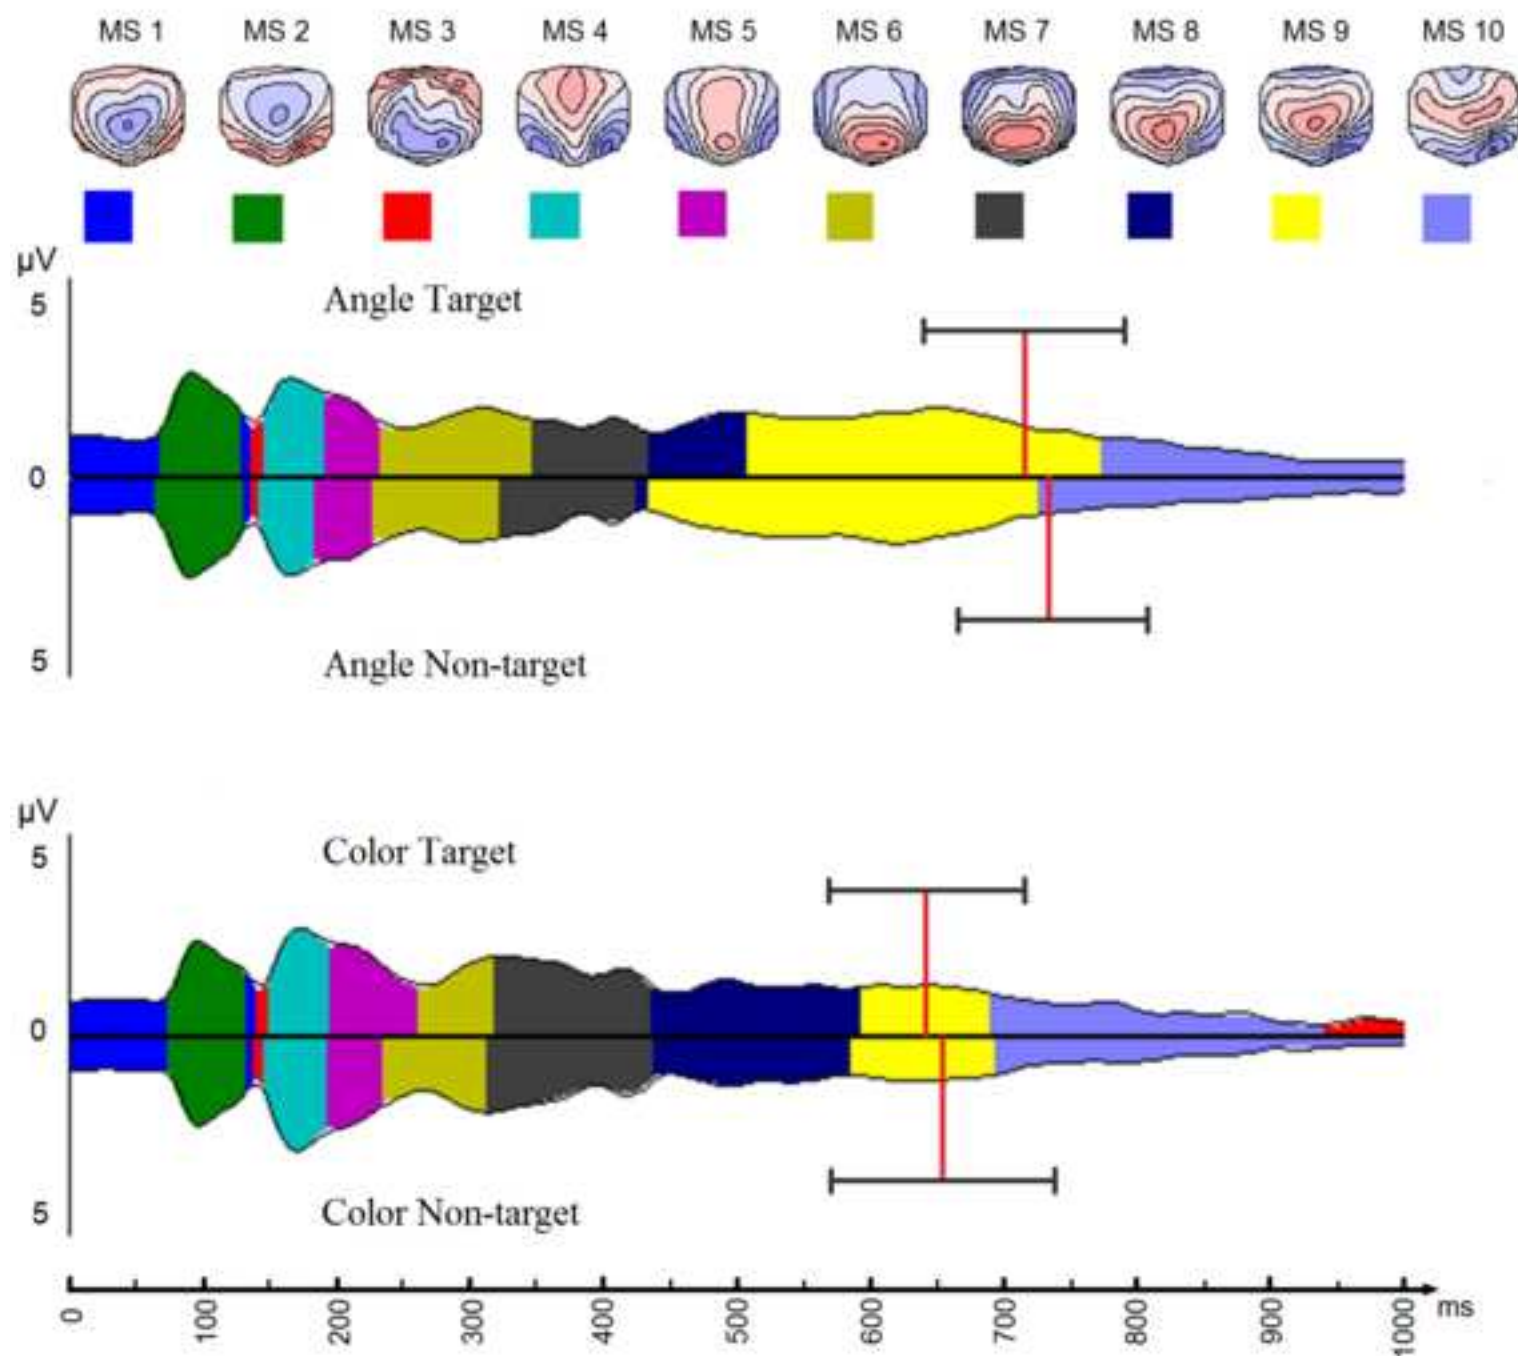 MS 1 MS 2 MS 3 MS 4 MS 5 MS 6 MS 7 MS 8 MS 9 MS 10
µV
5
Angle Target
0
5
Angle Non-target
µV
5
Color Target
0
5
Color Non-target
0 100 200 300 400 500 600 700 800 900 1000 ms